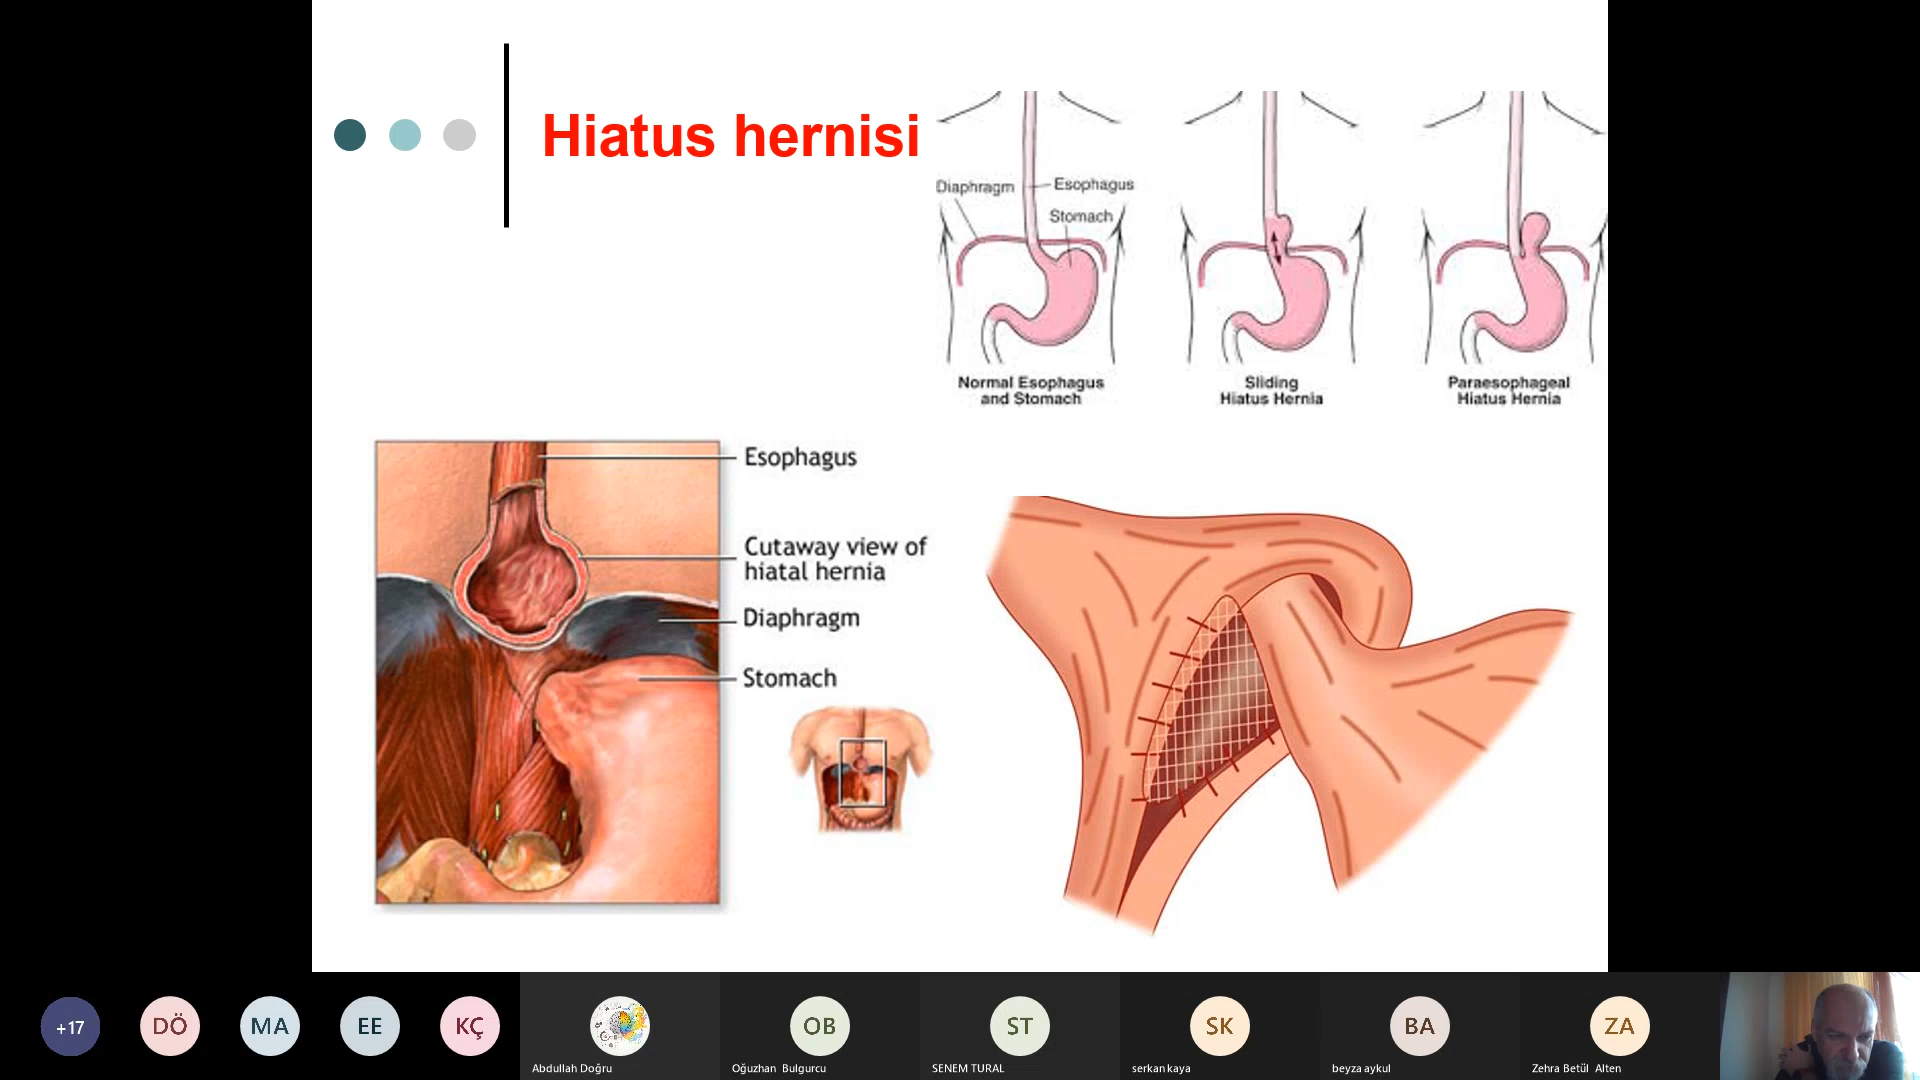 Hiatus hernisi
Diaphragm
Esophagus
Stomach
Normal Esophagus
and Stomach
Sliding
Hiatus Hernia
Paraesophageal
Hiatus Hernia
Esophagus
Cutaway view of
hiatal hernia
Diaphragm
Stomach
+17
DÖ
MA
EE
KÇ
OB
ST
SK
BA
ZA
Abdullah Doğru
Oğuzhan Bulgurcu
SENEM TURAL
serkan kaya
beyza aykul
Zehra Betül Alten